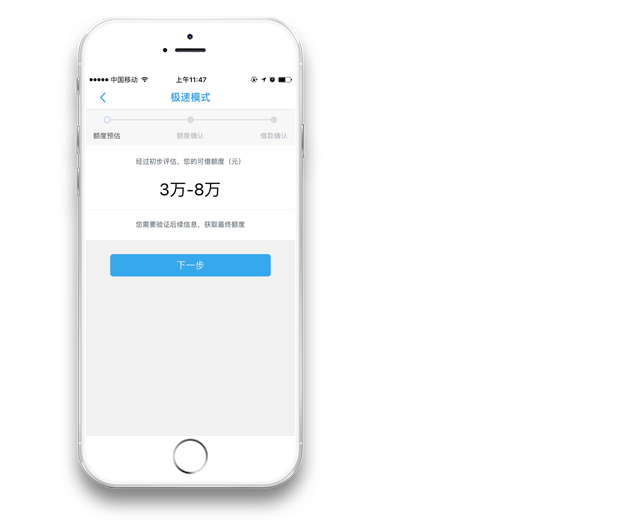 中国移动 上午11:47
极速模式
额度预估 额度确认 借款确认
经过初步评估，您的可借额度（元）
3万-8万
您需要验证后续信息，获取最终额度
下一步